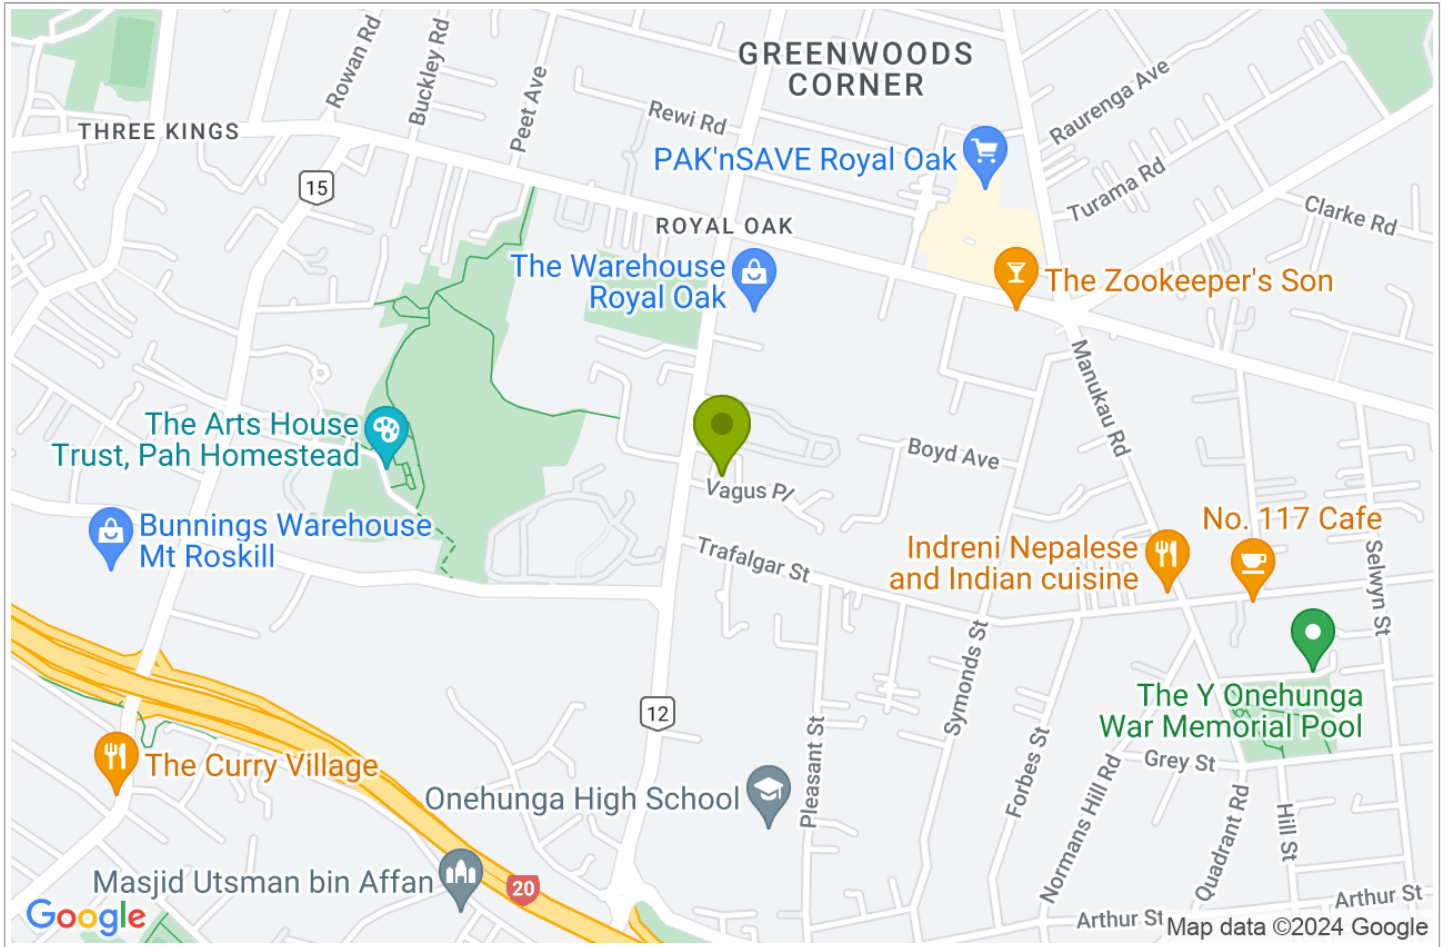 GREENWOODS
CORNER
Rowan Rd
Buckley Rd
Peet Ave
Rewi Rd
Raurenga Ave
THREE KINGS
PAK'nSAVE Royal Oak
15
Turama Rd
Clarke Rd
ROYAL OAK
The Warehouse
Royal Oak
The Zookeeper's Son
Manukau Rd
The Arts House
Trust, Pah Homestead
Boyd Ave
Vagus Pl
Bunnings Warehouse
Mt Roskill
No. 117 Cafe
Trafalgar St
Indreni Nepalese
and Indian cuisine
Selwyn St
Symonds St
The Y Onehunga
War Memorial Pool
12
Pleasant St
Forbes St
Grey St
The Curry Village
Onehunga High School
Normans Hill Rd
Quadrant Rd
Hill St
Masjid Utsman bin Affan
20
Arthur St
Arthur St
Google
Map data ©2024 Google